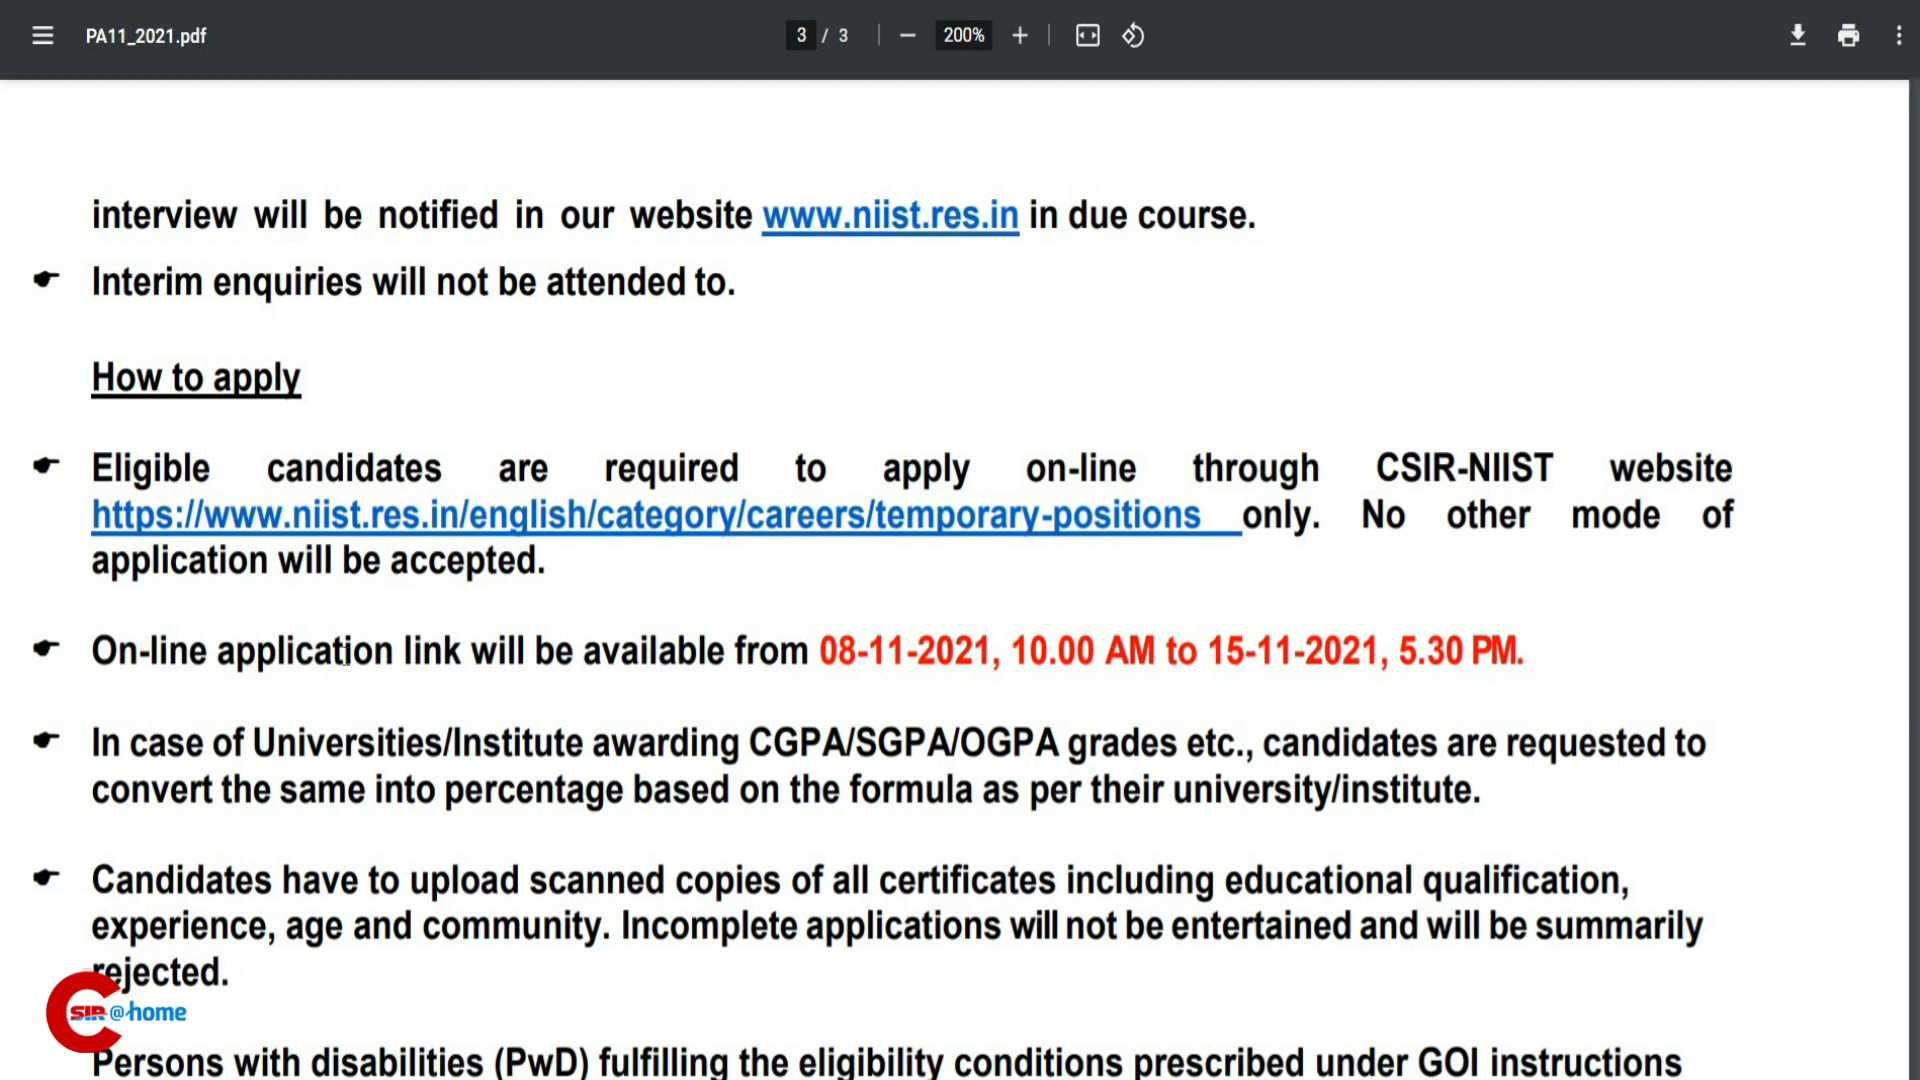 PA11_2021.pdf
3 / 3
200%
interview will be notified in our website www.niist.res.in in due course.
Interim enquiries will not be attended to.
How to apply
Eligible candidates are required to apply on-line through CSIR-NIIST website
https://www.niist.res.in/english/category/careers/temporary-positions only. No other mode of
application will be accepted.
On-line application link will be available from 08-11-2021, 10.00 AM to 15-11-2021, 5.30 PM.
In case of Universities/Institute awarding CGPA/SGPA/OGPA grades etc., candidates are requested to
convert the same into percentage based on the formula as per their university/institute.
Candidates have to upload scanned copies of all certificates including educational qualification,
experience, age and community. Incomplete applications will not be entertained and will be summarily
rejected.
CSIR@home
Persons with disabilities (PwD) fulfilling the eligibility conditions prescribed under GOI instructions